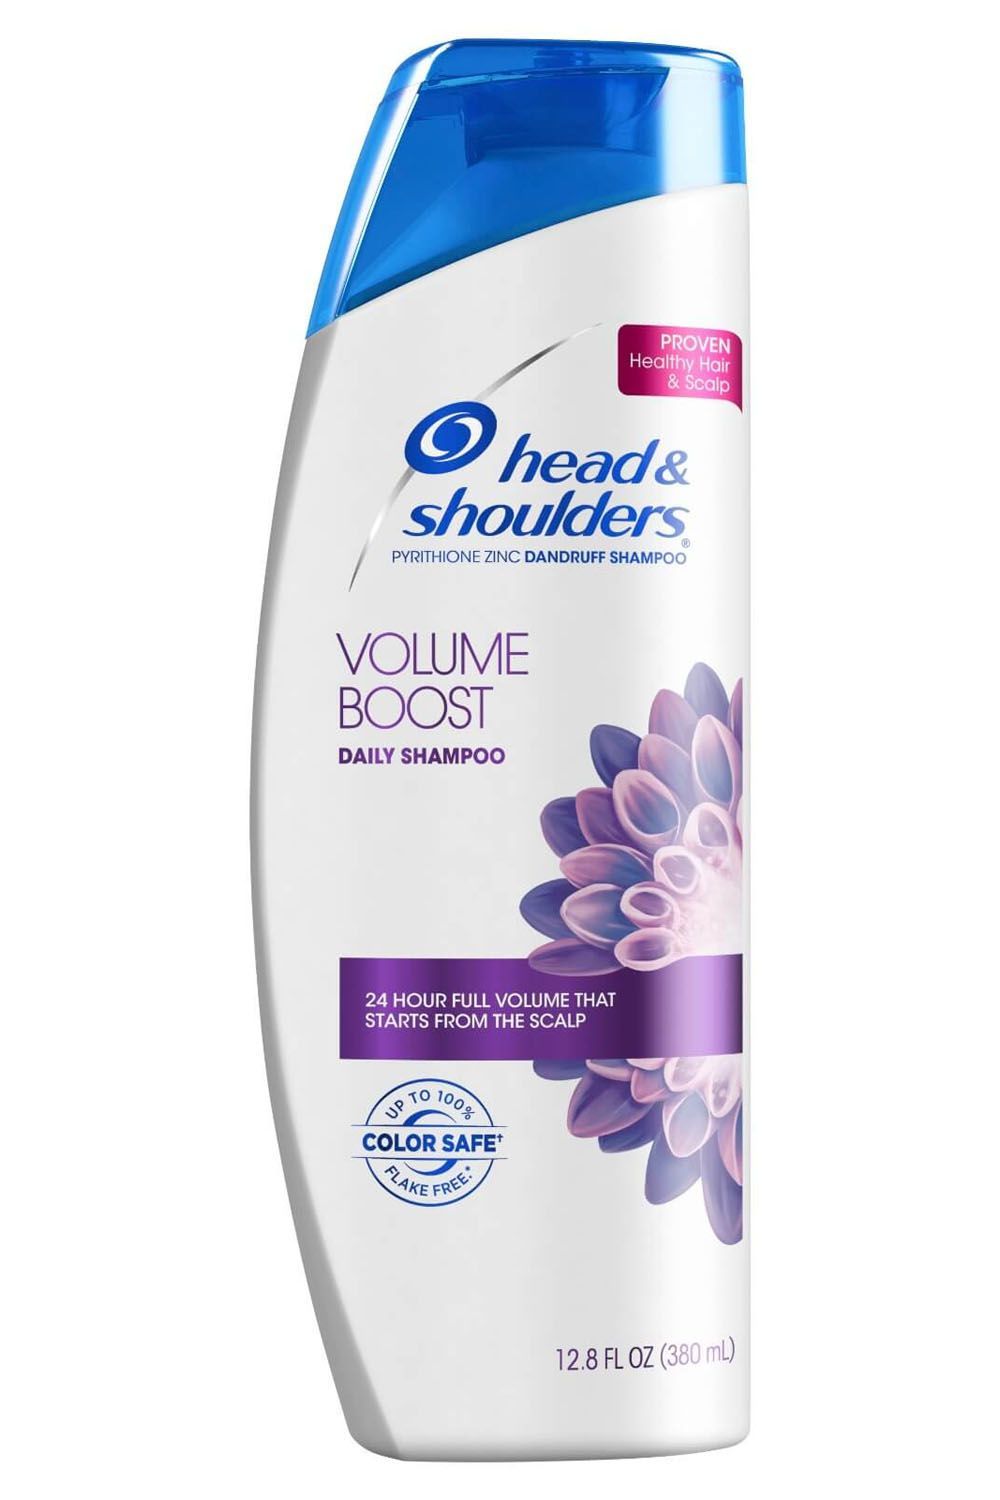 PROVEN
Healthy Hair
& Scalp
head &
shoulders®
PYRITHIONE ZINC DANDRUFF SHAMPOO
VOLUME
BOOST
DAILY SHAMPOO
24 HOUR FULL VOLUME THAT
STARTS FROM THE SCALP
UP TO 100%
COLOR SAFE†
FLAKE FREE.*
12.8 FL OZ (380 mL)